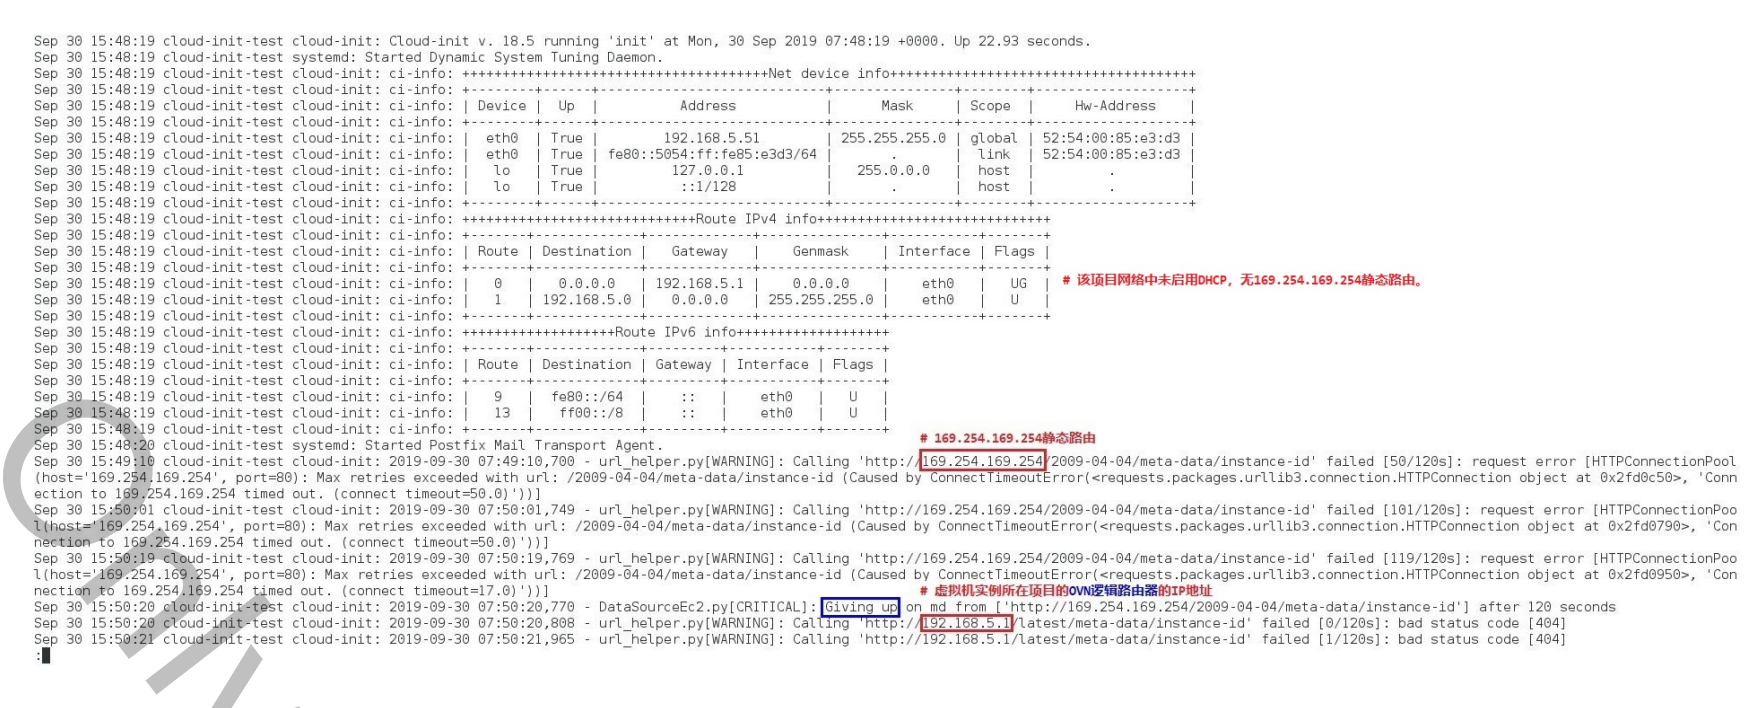 Sep 30 15:48:19 cloud-init-test cloud-init: Cloud-init v. 18.5 running 'init' at Mon, 30 Sep 2019 07:48:19 +0000. Up 22.93 seconds.
Sep 30 15:48:19 cloud-init-test systemd: Started Dynamic System Tuning Daemon.
Sep 30 15:48:19 cloud-init-test cloud-init: ci-info: ++++++++++++++++++++++++++++++++++++++Net device info++++++++++++++++++++++++++++++++++++++
Sep 30 15:48:19 cloud-init-test cloud-init: ci-info: +--------+------+----------------------------+---------------+--------+-------------------+
Sep 30 15:48:19 cloud-init-test cloud-init: ci-info: | Device |  Up  |          Address           |      Mask     | Scope  |     Hw-Address    |
Sep 30 15:48:19 cloud-init-test cloud-init: ci-info: +--------+------+----------------------------+---------------+--------+-------------------+
Sep 30 15:48:19 cloud-init-test cloud-init: ci-info: |  eth0  | True |        192.168.5.51        | 255.255.255.0 | global | 52:54:00:85:e3:d3 |
Sep 30 15:48:19 cloud-init-test cloud-init: ci-info: |  eth0  | True | fe80::5054:ff:fe85:e3d3/64 |       .       |  link  | 52:54:00:85:e3:d3 |
Sep 30 15:48:19 cloud-init-test cloud-init: ci-info: |   lo   | True |         127.0.0.1          |   255.0.0.0   |  host  |         .         |
Sep 30 15:48:19 cloud-init-test cloud-init: ci-info: |   lo   | True |          ::1/128           |       .       |  host  |         .         |
Sep 30 15:48:19 cloud-init-test cloud-init: ci-info: +--------+------+----------------------------+---------------+--------+-------------------+
Sep 30 15:48:19 cloud-init-test cloud-init: ci-info: +++++++++++++++++++++++++++++Route IPv4 info+++++++++++++++++++++++++++++
Sep 30 15:48:19 cloud-init-test cloud-init: ci-info: +-------+-------------+-------------+---------------+-----------+-------+
Sep 30 15:48:19 cloud-init-test cloud-init: ci-info: | Route | Destination |   Gateway   |    Genmask    | Interface | Flags |
Sep 30 15:48:19 cloud-init-test cloud-init: ci-info: +-------+-------------+-------------+---------------+-----------+-------+
Sep 30 15:48:19 cloud-init-test cloud-init: ci-info: |   0   |   0.0.0.0   | 192.168.5.1 |    0.0.0.0    |    eth0   |   UG  | # 该项目网络中未启用DHCP, 无169.254.169.254静态路由。
Sep 30 15:48:19 cloud-init-test cloud-init: ci-info: |   1   | 192.168.5.0 |   0.0.0.0   | 255.255.255.0 |    eth0   |   U   |
Sep 30 15:48:19 cloud-init-test cloud-init: ci-info: +-------+-------------+-------------+---------------+-----------+-------+
Sep 30 15:48:19 cloud-init-test cloud-init: ci-info: +++++++++++++++++++Route IPv6 info+++++++++++++++++++
Sep 30 15:48:19 cloud-init-test cloud-init: ci-info: +-------+-------------+---------+-----------+-------+
Sep 30 15:48:19 cloud-init-test cloud-init: ci-info: | Route | Destination | Gateway | Interface | Flags |
Sep 30 15:48:19 cloud-init-test cloud-init: ci-info: +-------+-------------+---------+-----------+-------+
Sep 30 15:48:19 cloud-init-test cloud-init: ci-info: |   9   |  fe80::/64  |    ::   |    eth0   |   U   |
Sep 30 15:48:19 cloud-init-test cloud-init: ci-info: |   13  |   ff00::/8  |    ::   |    eth0   |   U   |
Sep 30 15:48:19 cloud-init-test cloud-init: ci-info: +-------+-------------+---------+-----------+-------+
# 169.254.169.254静态路由
Sep 30 15:48:20 cloud-init-test systemd: Started Postfix Mail Transport Agent.
Sep 30 15:49:10 cloud-init-test cloud-init: 2019-09-30 07:49:10,700 - url_helper.py[WARNING]: Calling 'http://169.254.169.254/2009-04-04/meta-data/instance-id' failed [50/120s]: request error [HTTPConnectionPool
(host='169.254.169.254', port=80): Max retries exceeded with url: /2009-04-04/meta-data/instance-id (Caused by ConnectTimeoutError(<requests.packages.urllib3.connection.HTTPConnection object at 0x2fd0c50>, 'Conn
ection to 169.254.169.254 timed out. (connect timeout=50.0)'))]
Sep 30 15:50:01 cloud-init-test cloud-init: 2019-09-30 07:50:01,749 - url_helper.py[WARNING]: Calling 'http://169.254.169.254/2009-04-04/meta-data/instance-id' failed [101/120s]: request error [HTTPConnectionPoo
l(host='169.254.169.254', port=80): Max retries exceeded with url: /2009-04-04/meta-data/instance-id (Caused by ConnectTimeoutError(<requests.packages.urllib3.connection.HTTPConnection object at 0x2fd0790>, 'Con
nection to 169.254.169.254 timed out. (connect timeout=50.0)'))]
Sep 30 15:50:19 cloud-init-test cloud-init: 2019-09-30 07:50:19,769 - url_helper.py[WARNING]: Calling 'http://169.254.169.254/2009-04-04/meta-data/instance-id' failed [119/120s]: request error [HTTPConnectionPoo
l(host='169.254.169.254', port=80): Max retries exceeded with url: /2009-04-04/meta-data/instance-id (Caused by ConnectTimeoutError(<requests.packages.urllib3.connection.HTTPConnection object at 0x2fd0950>, 'Con
nection to 169.254.169.254 timed out. (connect timeout=17.0)'))]
# 虚拟机实例所在项目的OVN逻辑路由器的IP地址
Sep 30 15:50:20 cloud-init-test cloud-init: 2019-09-30 07:50:20,770 - DataSourceEc2.py[CRITICAL]: Giving up on md from ['http://169.254.169.254/2009-04-04/meta-data/instance-id'] after 120 seconds
Sep 30 15:50:20 cloud-init-test cloud-init: 2019-09-30 07:50:20,808 - url_helper.py[WARNING]: Calling 'http://192.168.5.1/latest/meta-data/instance-id' failed [0/120s]: bad status code [404]
Sep 30 15:50:21 cloud-init-test cloud-init: 2019-09-30 07:50:21,965 - url_helper.py[WARNING]: Calling 'http://192.168.5.1/latest/meta-data/instance-id' failed [1/120s]: bad status code [404]
: